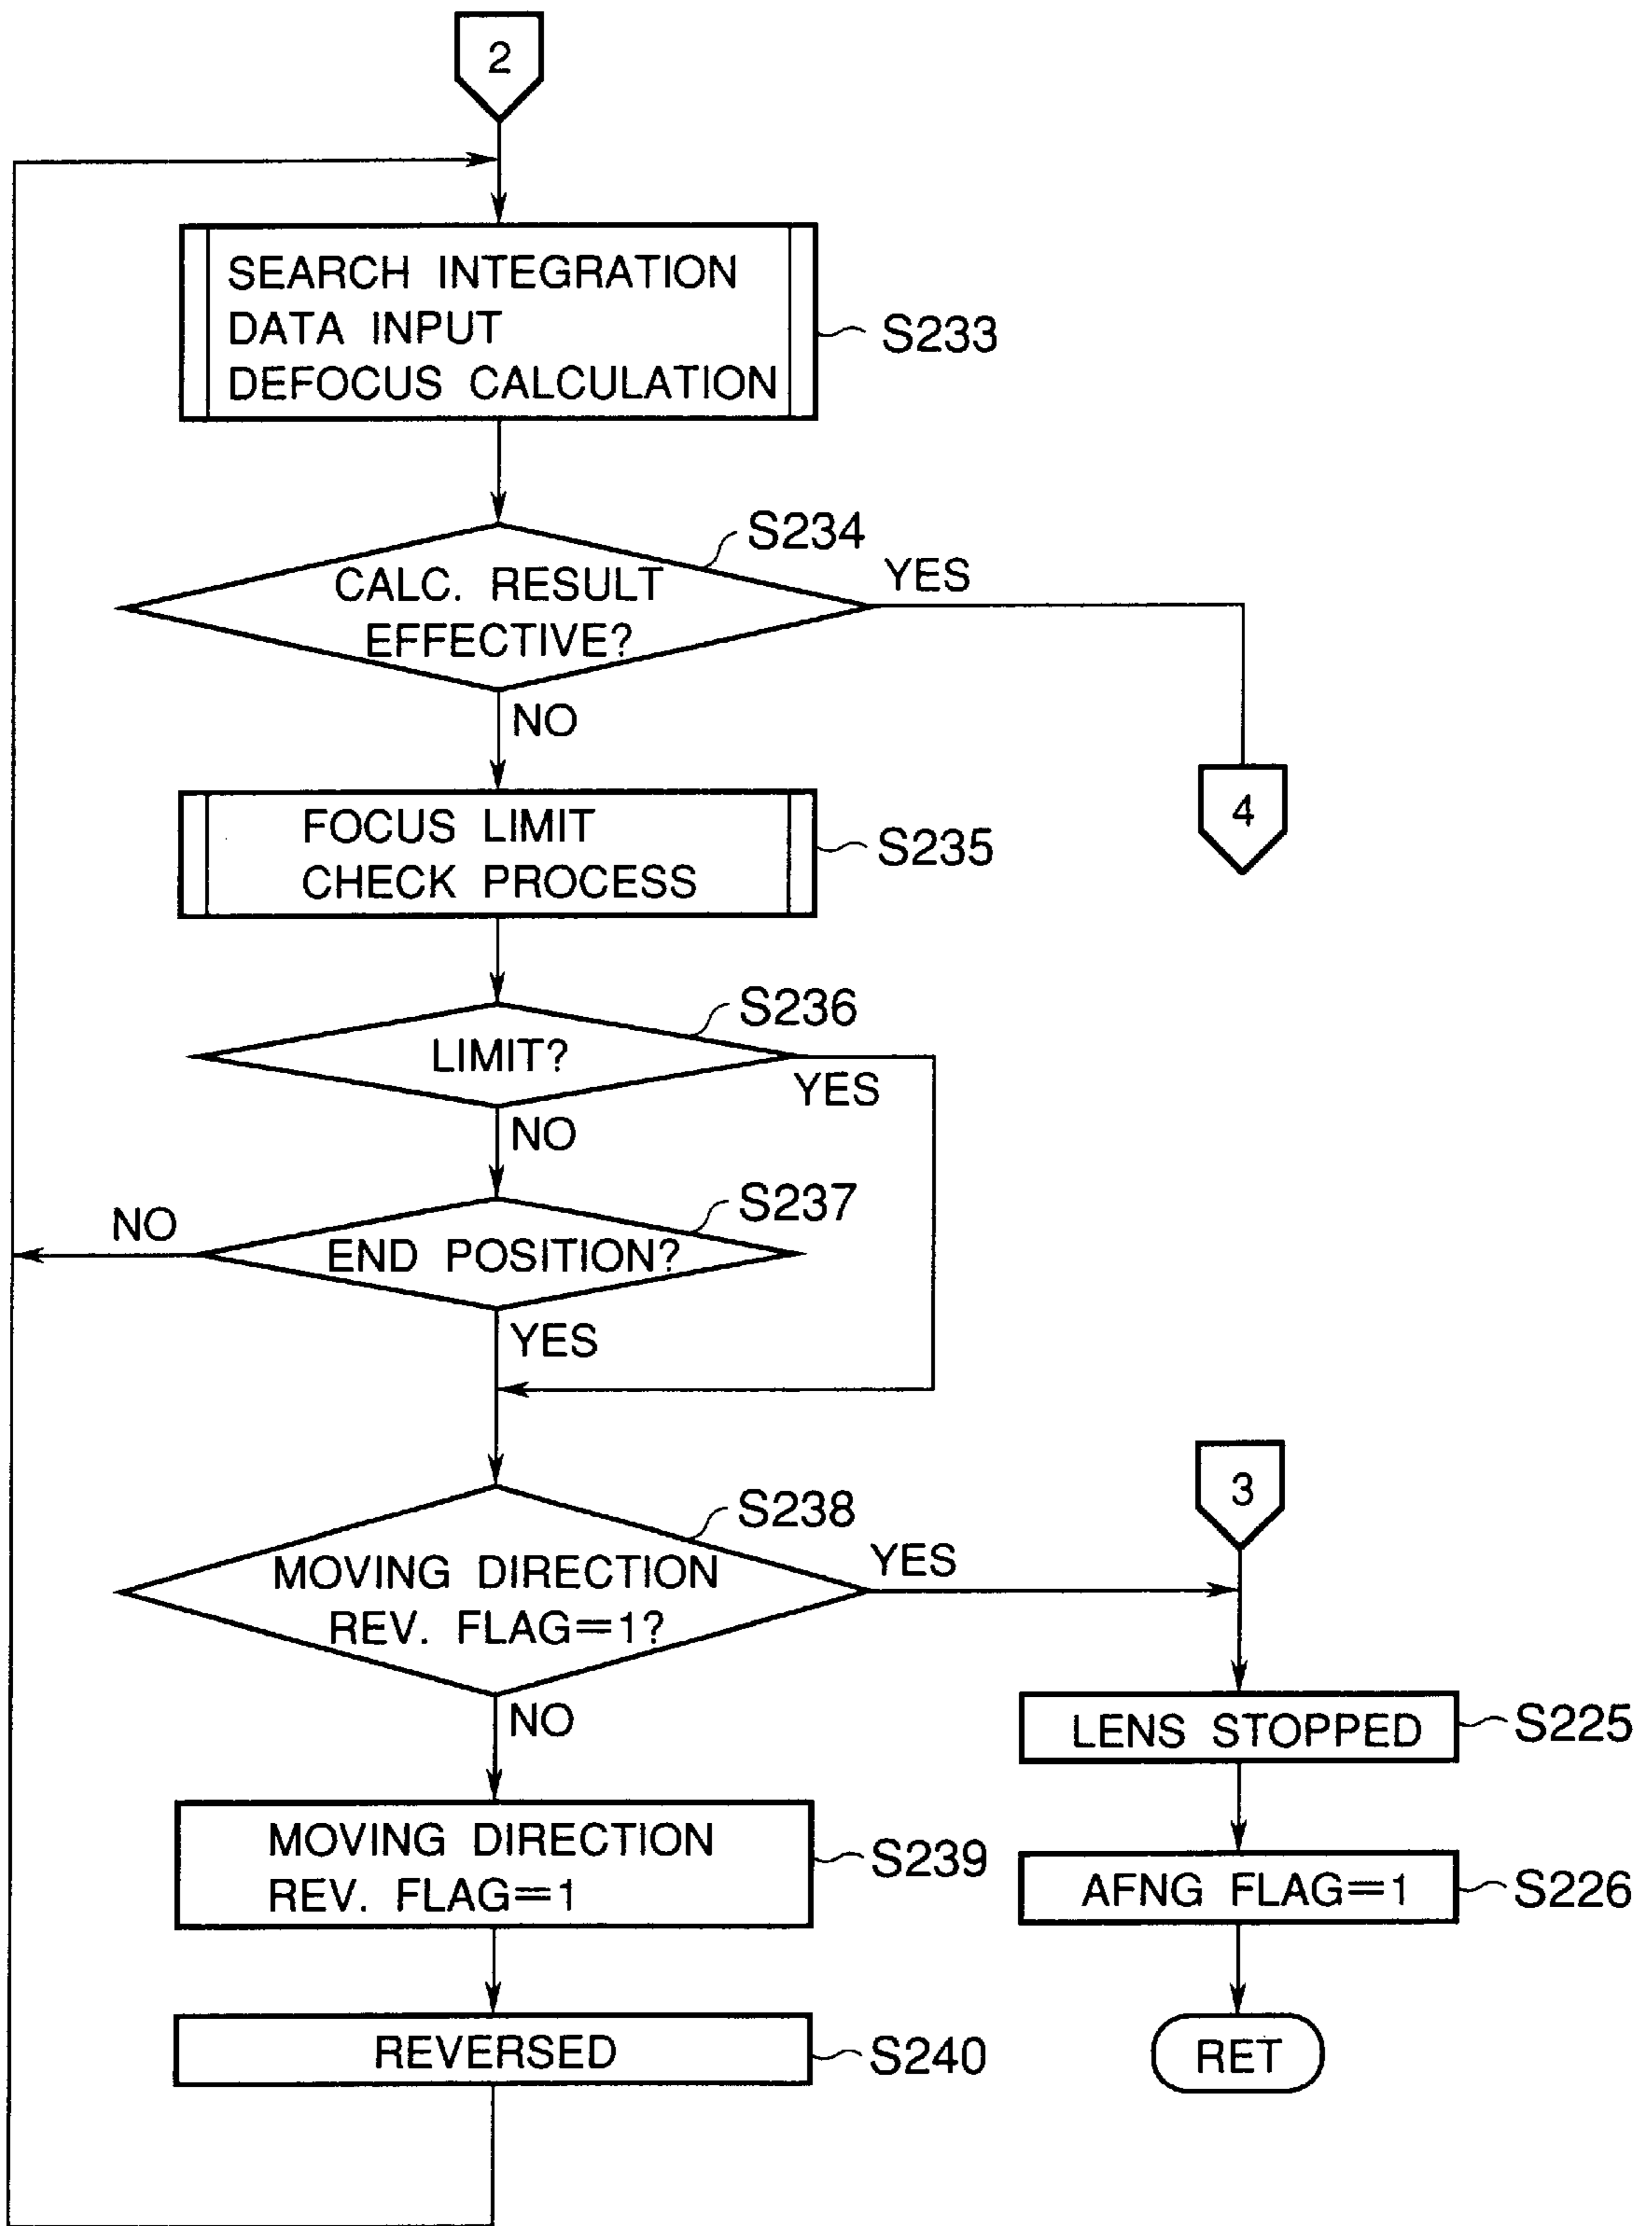 2
SEARCH INTEGRATION
DATA INPUT
DEFOCUS CALCULATION
S233
S234
CALC. RESULT
EFFECTIVE?
YES
NO
4
FOCUS LIMIT
CHECK PROCESS
S235
S236
LIMIT?
YES
NO
S237
NO
END POSITION?
YES
3
S238
MOVING DIRECTION
REV. FLAG=1?
YES
NO
LENS STOPPED
S225
MOVING DIRECTION
REV. FLAG=1
S239
AFNG FLAG=1
S226
REVERSED
S240
RET